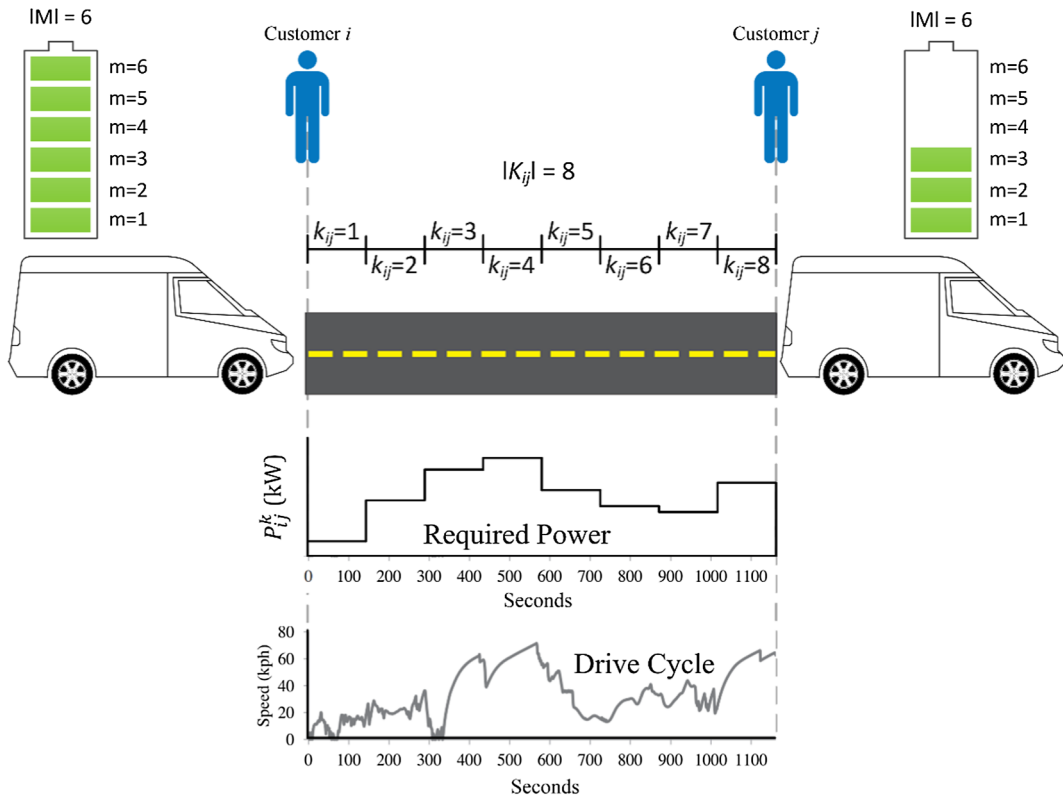 |M| = 6
m=6
m=5
m=4
m=3
m=2
m=1
Customer i
Customer j
|M| = 6
m=6
m=5
m=4
m=3
m=2
m=1
|Kij| = 8
kij=1
kij=3
kij=5
kij=7
kij=2
kij=4
kij=6
kij=8
P^k_ij (kW)
Required Power
0 100 200 300 400 500 600 700 800 900 1000 1100
Seconds
Speed (kph)
80
60
40
20
0
Drive Cycle
0 100 200 300 400 500 600 700 800 900 1000 1100
Seconds